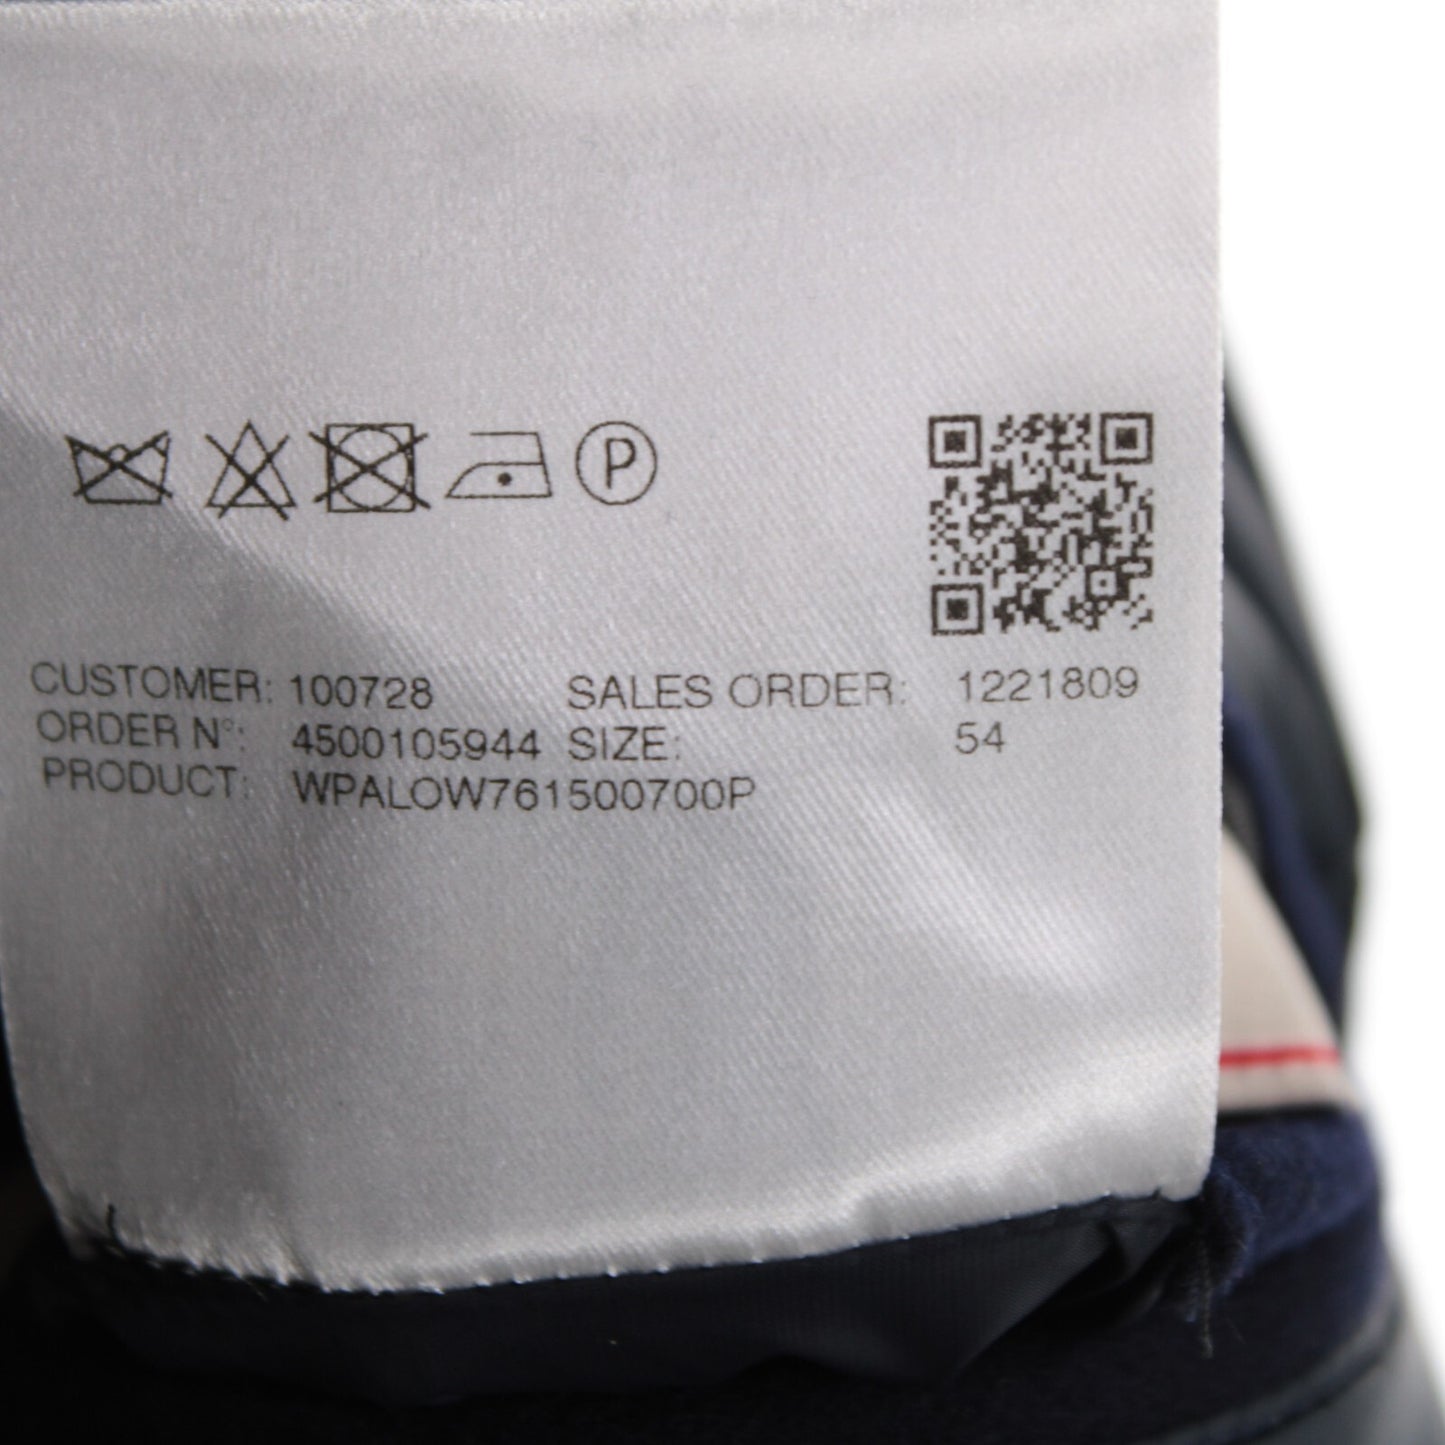 P
CUSTOMER: 100728 SALES ORDER: 1221809
ORDER N°: 4500105944 SIZE: 54
PRODUCT: WPALOW761500700P